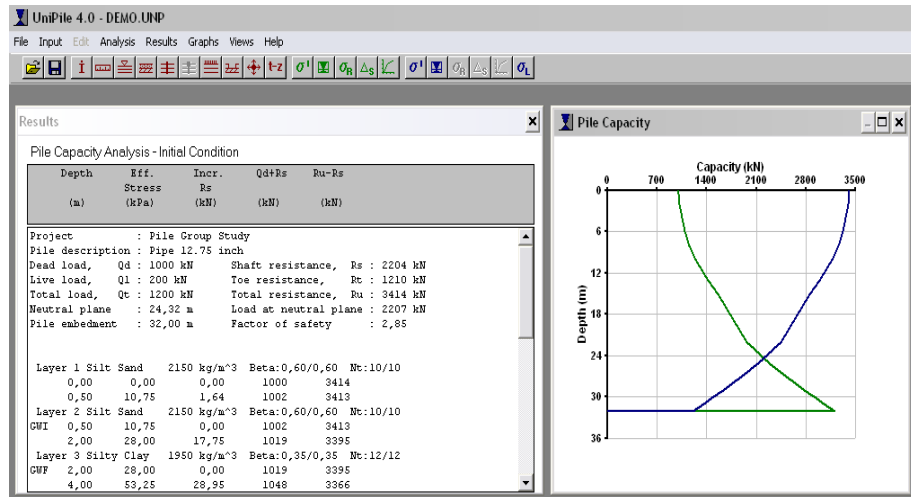 UniPile 4.0 - DEMO.UNP
File Input Edit Analysis Results Graphs Views Help
t-z σ' σR Δs σ' σR Δs σL
Results
Pile Capacity Analysis - Initial Condition
Depth Eff. Incr. Qd+Rs Ru-Rs
Stress Rs
(m) (kPa) (kN) (kN) (kN)
Project : Pile Group Study
Pile description : Pipe 12.75 inch
Dead load, Qd : 1000 kN Shaft resistance, Rs : 2204 kN
Live load, Ql : 200 kN Toe resistance, Rt : 1210 kN
Total load, Qt : 1200 kN Total resistance, Ru : 3414 kN
Neutral plane : 24,32 m Load at neutral plane : 2207 kN
Pile embedment : 32,00 m Factor of safety : 2,85
Layer 1 Silt Sand 2150 kg/m^3 Beta:0,60/0,60 Nt:10/10
0,00 0,00 0,00 1000 3414
0,50 10,75 1,64 1002 3413
Layer 2 Silt Sand 2150 kg/m^3 Beta:0,60/0,60 Nt:10/10
GWT 0,50 10,75 0,00 1002 3413
2,00 28,00 17,75 1019 3395
Layer 3 Silty Clay 1950 kg/m^3 Beta:0,35/0,35 Nt:12/12
GWF 2,00 28,00 0,00 1019 3395
4,00 53,25 28,95 1048 3366
Pile Capacity
Capacity (kN)
0 700 1400 2100 2800 3500
Depth (m)
0
6
12
18
24
30
36